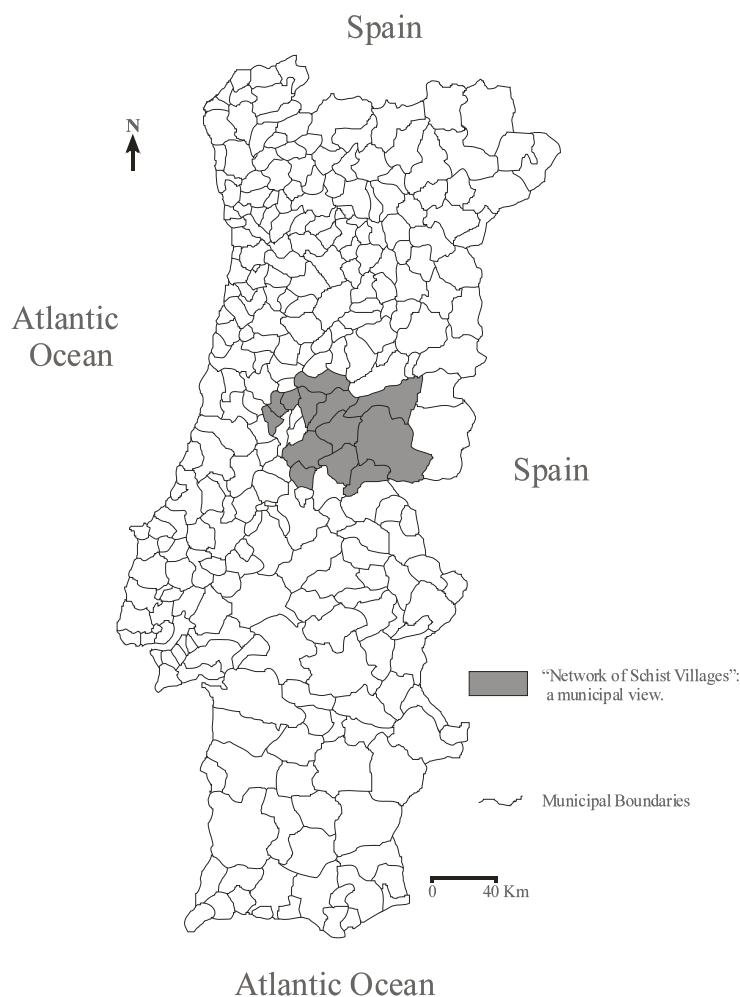 Spain
N
Atlantic
Ocean
Spain
“Network of Schist Villages”:
a municipal view.
Municipal Boundaries
0 40 Km
Atlantic Ocean